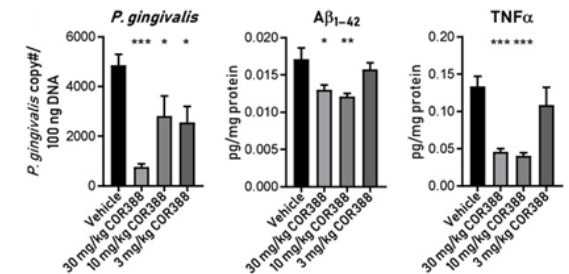 P. gingivalis
P. gingivalis copy#/
100 ng DNA
6000
4000
2000
0
*** * *
Vehicle
30 mg/kg COR388
10 mg/kg COR388
3 mg/kg COR388
Aβ1–42
pg/mg protein
0.020
0.015
0.010
0.005
0.000
* **
Vehicle
30 mg/kg COR388
10 mg/kg COR388
3 mg/kg COR388
TNFα
pg/mg protein
0.20
0.15
0.10
0.05
0.00
*** ***
Vehicle
30 mg/kg COR388
10 mg/kg COR388
3 mg/kg COR388